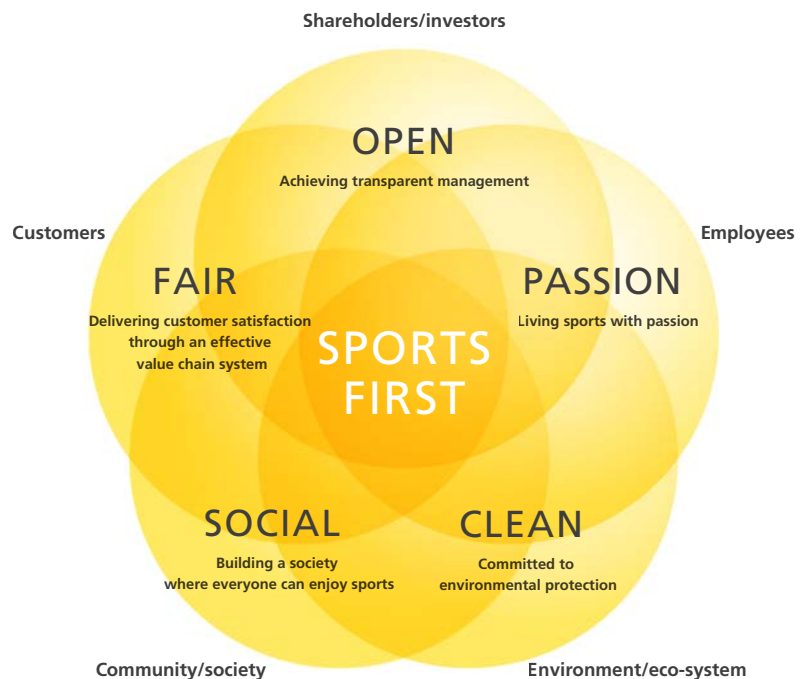 Shareholders/investors
OPEN
Achieving transparent management
Customers
Employees
FAIR
Delivering customer satisfaction
through an effective
value chain system
PASSION
Living sports with passion
SPORTS
FIRST
SOCIAL
Building a society
where everyone can enjoy sports
CLEAN
Committed to
environmental protection
Community/society
Environment/eco-system